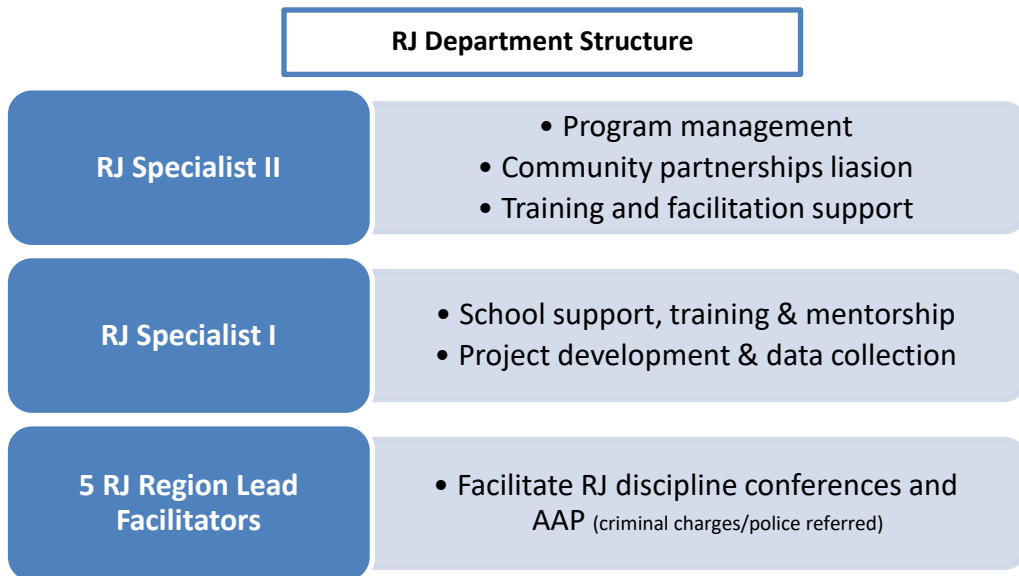 RJ Department Structure
RJ Specialist II
• Program management
• Community partnerships liasion
• Training and facilitation support
RJ Specialist I
• School support, training & mentorship
• Project development & data collection
5 RJ Region Lead
Facilitators
• Facilitate RJ discipline conferences and
AAP (criminal charges/police referred)